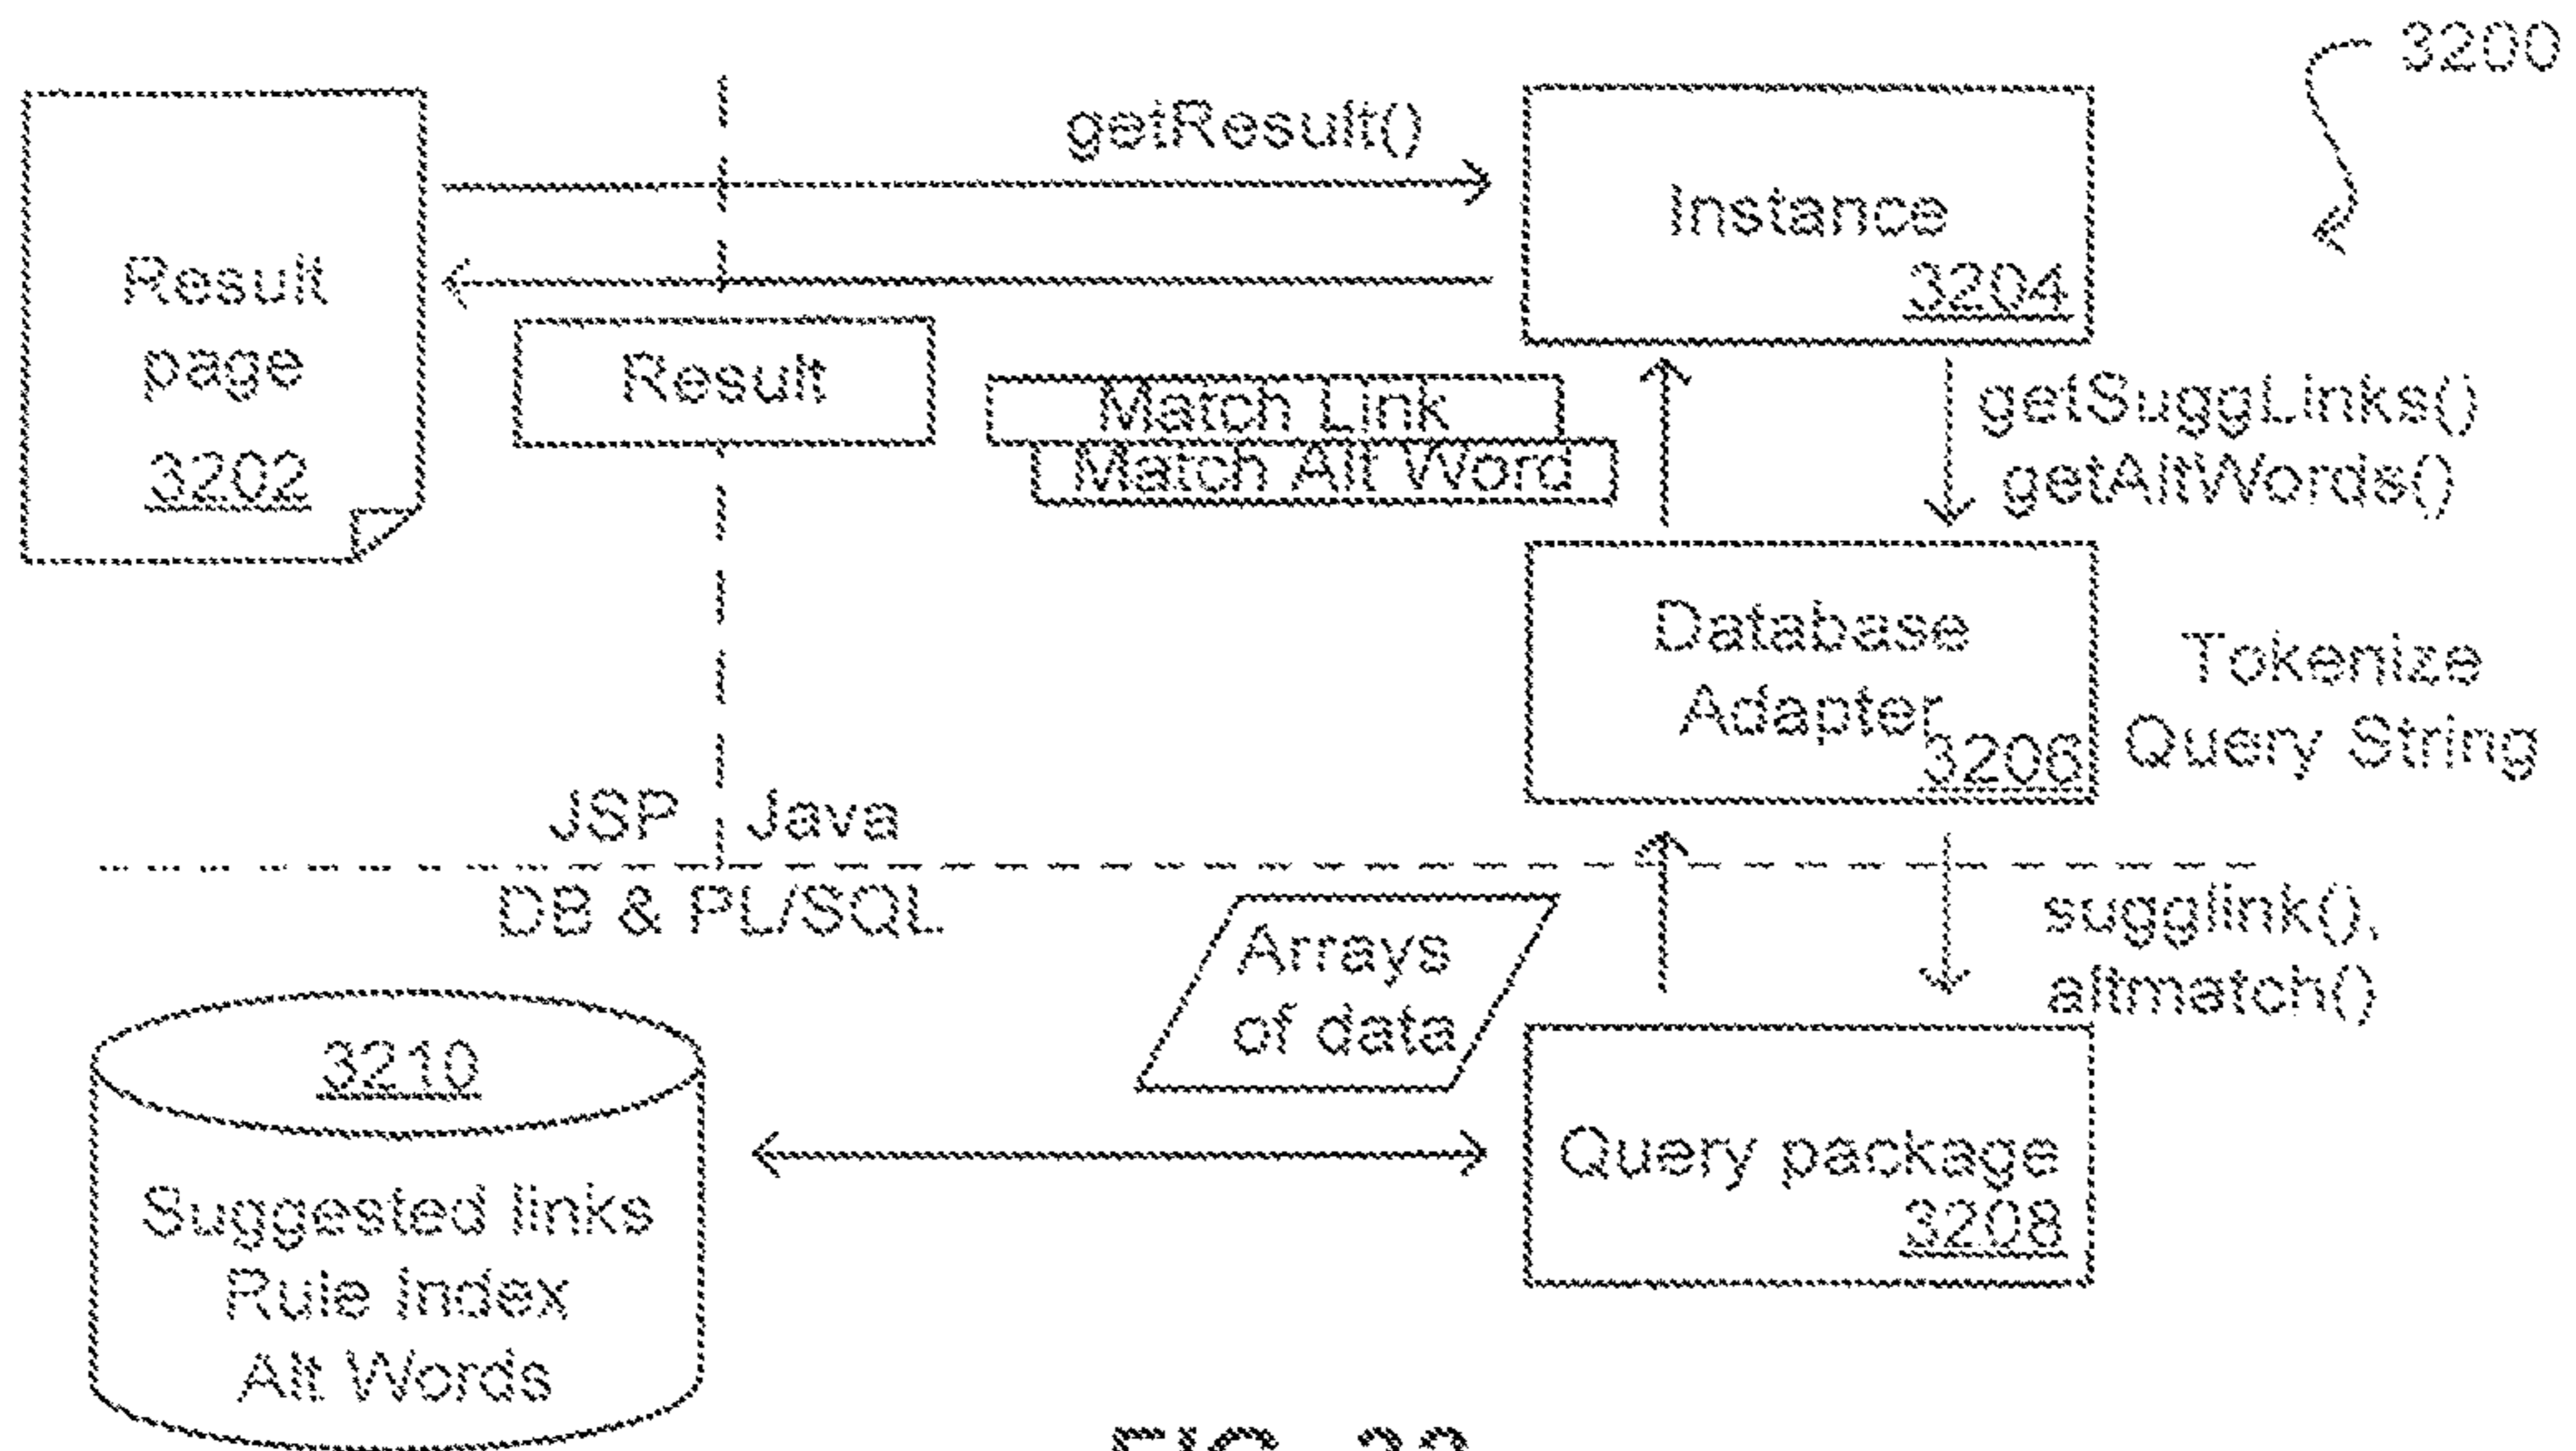 3200
getResult()
Instance
3204
Result
page
3202
Result
Match Link
Match Alt Word
getSuggLinks()
getAltWords()
Database
Adapter
3206
Tokenize
Query String
JSP
Java
DB & PL/SQL
sugglink(),
altmatch()
Arrays
of data
3210
Suggested links
Rule Index
Alt Words
Query package
3208